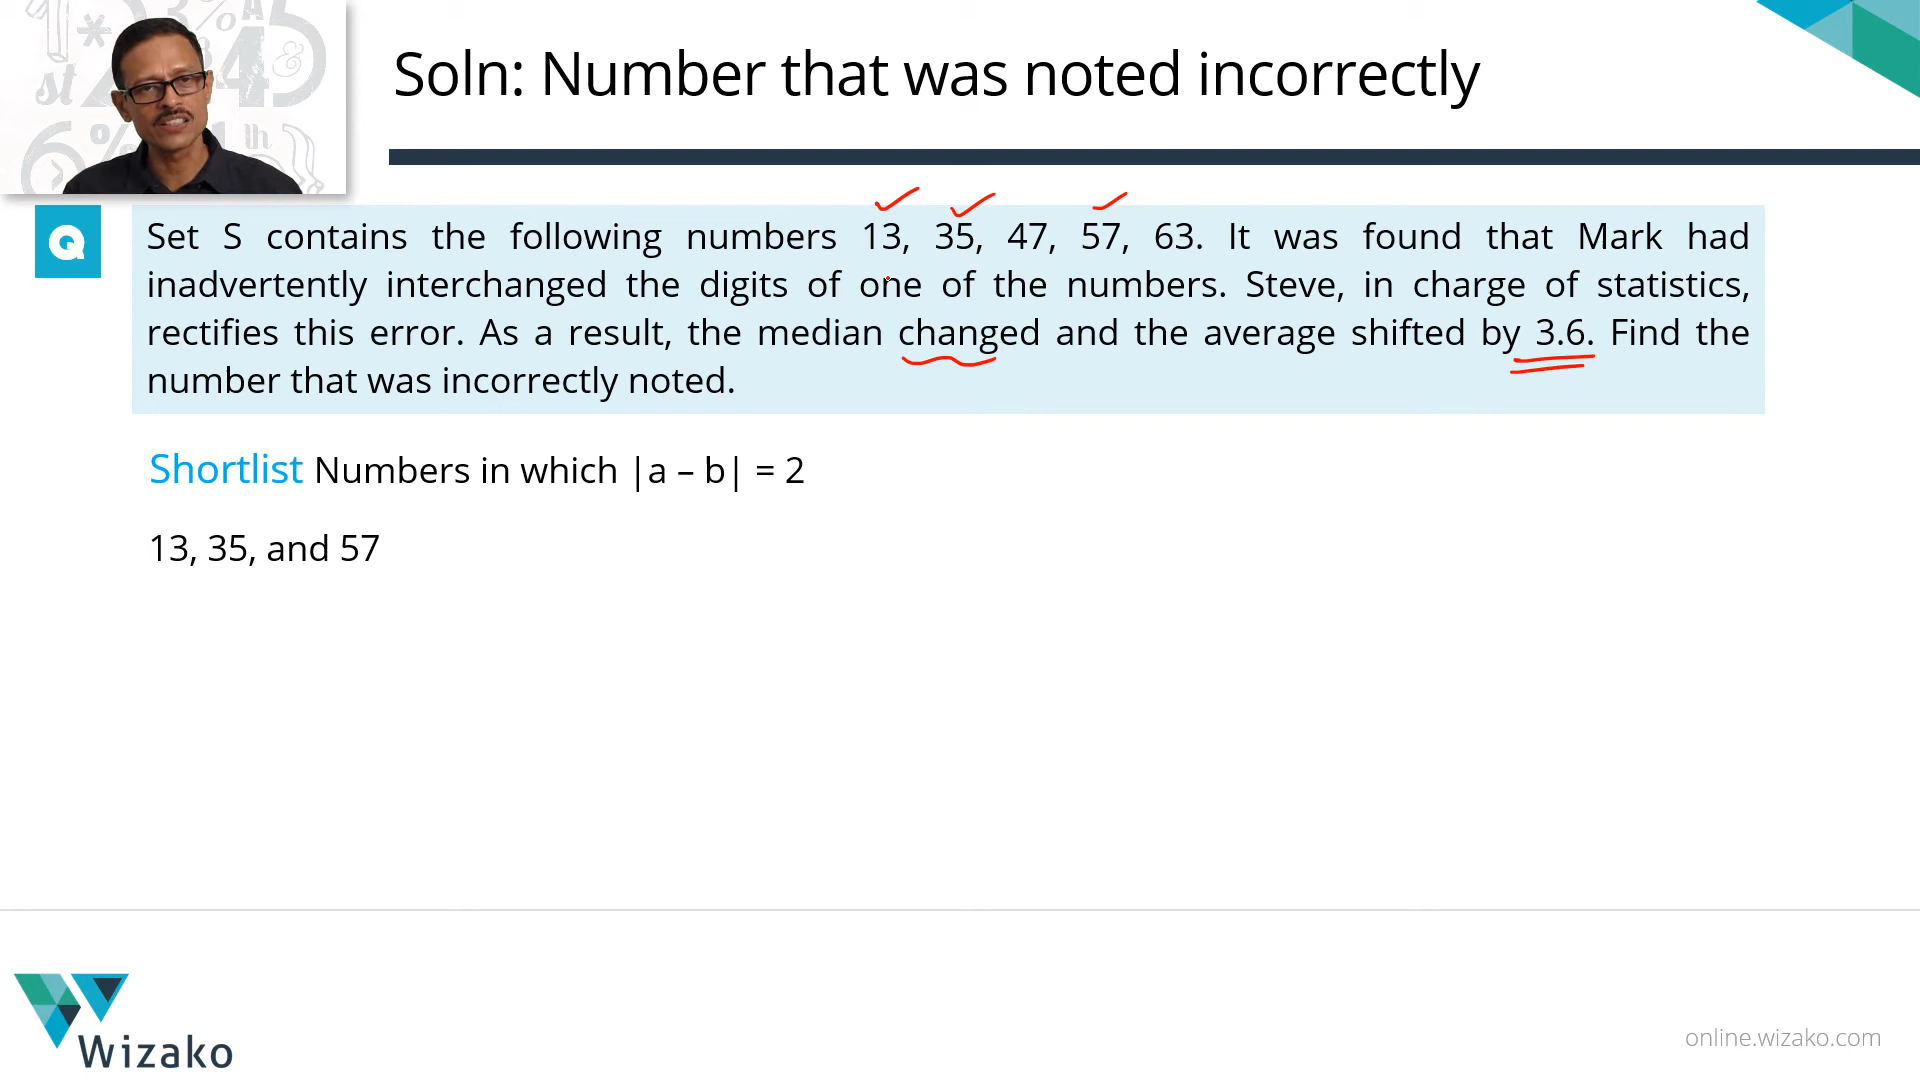 Soln: Number that was noted incorrectly
Q
Set S contains the following numbers 13, 35, 47, 57, 63. It was found that Mark had
inadvertently interchanged the digits of one of the numbers. Steve, in charge of statistics,
rectifies this error. As a result, the median changed and the average shifted by 3.6. Find the
number that was incorrectly noted.
Shortlist Numbers in which |a – b| = 2
13, 35, and 57
Wizako
online.wizako.com